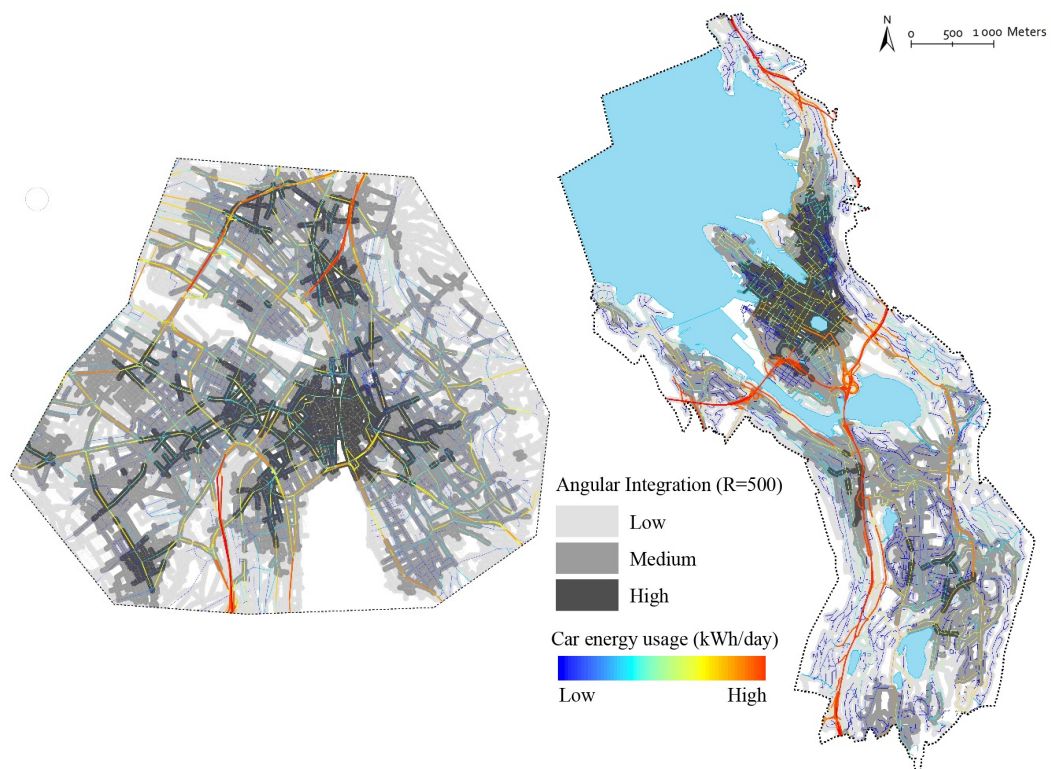 N
0 500 1 000 Meters
Angular Integration (R=500)
Low
Medium
High
Car energy usage (kWh/day)
Low High